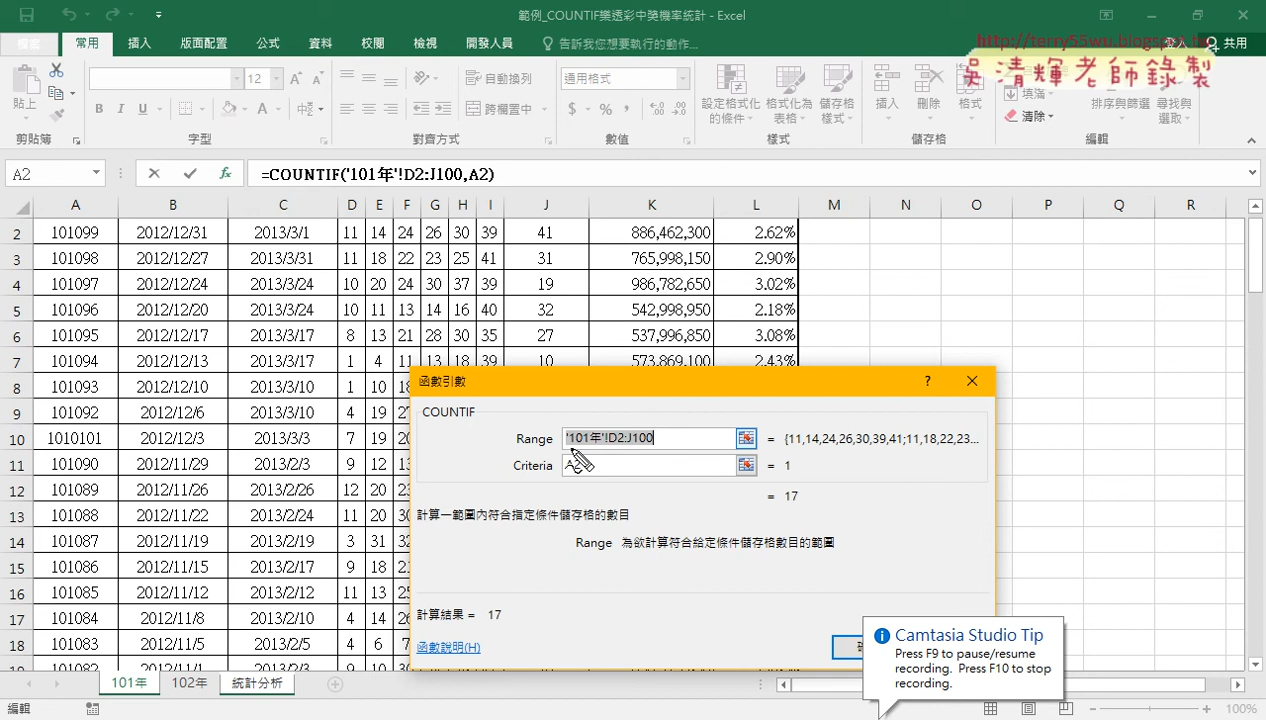 範例_COUNTIF樂透彩中獎機率統計 - Excel
http://terry55wu.blogspot.tw
吳清輝老師錄製
檔案 常用 插入 版面配置 公式 資料 校閱 檢視 開發人員 告訴我您想要執行的動作... 登入 共用
貼上 12 自動換列 通用格式 設定格式化的條件 格式化為表格 儲存格樣式 插入 刪除 格式 填滿 排序與篩選 尋找與選取
B I U 跨欄置中 $ % 清除
剪貼簿 字型 對齊方式 數值 樣式 儲存格 編輯
A2 fx =COUNTIF('101年'!D2:J100,A2)
A B C D E F G H I J K L M N O P Q R
2 101099 2012/12/31 2013/3/1 11 14 24 26 30 39 41 886,462,300 2.62%
3 101098 2012/12/27 2013/3/31 11 18 22 23 25 41 31 765,998,150 2.90%
4 101097 2012/12/24 2013/3/24 10 20 24 30 37 39 19 986,782,650 3.02%
5 101096 2012/12/20 2013/3/24 10 11 13 14 16 40 32 542,998,950 2.18%
6 101095 2012/12/17 2013/3/17 8 13 21 28 30 35 27 537,996,850 3.08%
7 101094 2012/12/13 2013/3/17 1 4 11 13 18 39 10 573,869,100 2.43%
8 101093 2012/12/10 2013/3/10 1 10
9 101092 2012/12/6 2013/3/10 4 19
10 1010101 2012/12/3 2013/3/3 7 19
11 101090 2012/11/29 2013/3/3 9 12
12 101089 2012/11/26 2013/2/26 12 20
13 101088 2012/11/22 2013/2/24 11 20
14 101087 2012/11/19 2013/2/24 3 31
15 101086 2012/11/15 2013/2/17 9 18
16 101085 2012/11/12 2013/2/17 11 13
17 101084 2012/11/8 2013/2/10 4 14
18 101083 2012/11/5 2013/2/5 4 6
函數引數 ?
COUNTIF
Range '101年'!D2:J100 = {11,14,24,26,30,39,41;11,18,22,23...
Criteria A2 = 1
= 17
計算一範圍內符合指定條件儲存格的數目
Range 為欲計算符合給定條件儲存格數目的範圍
計算結果 = 17
函數說明(H)
Camtasia Studio Tip
Press F9 to pause/resume
recording. Press F10 to stop
recording.
101年 102年 統計分析
編輯 100%